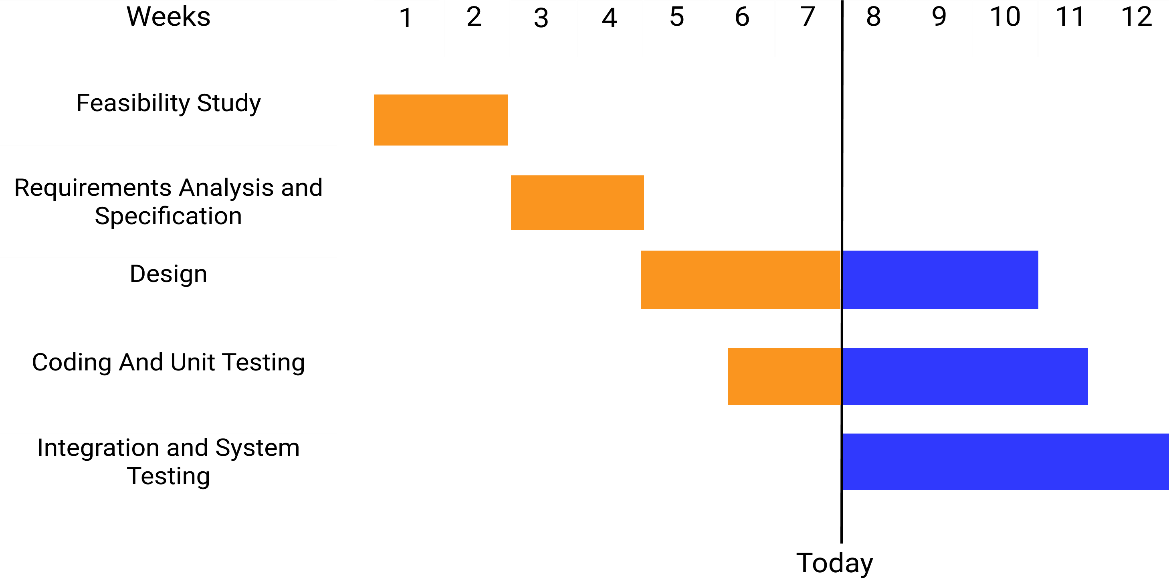 Weeks 1 2 3 4 5 6 7 8 9 10 11 12
Feasibility Study
Requirements Analysis and
Specification
Design
Coding And Unit Testing
Integration and System
Testing
Today